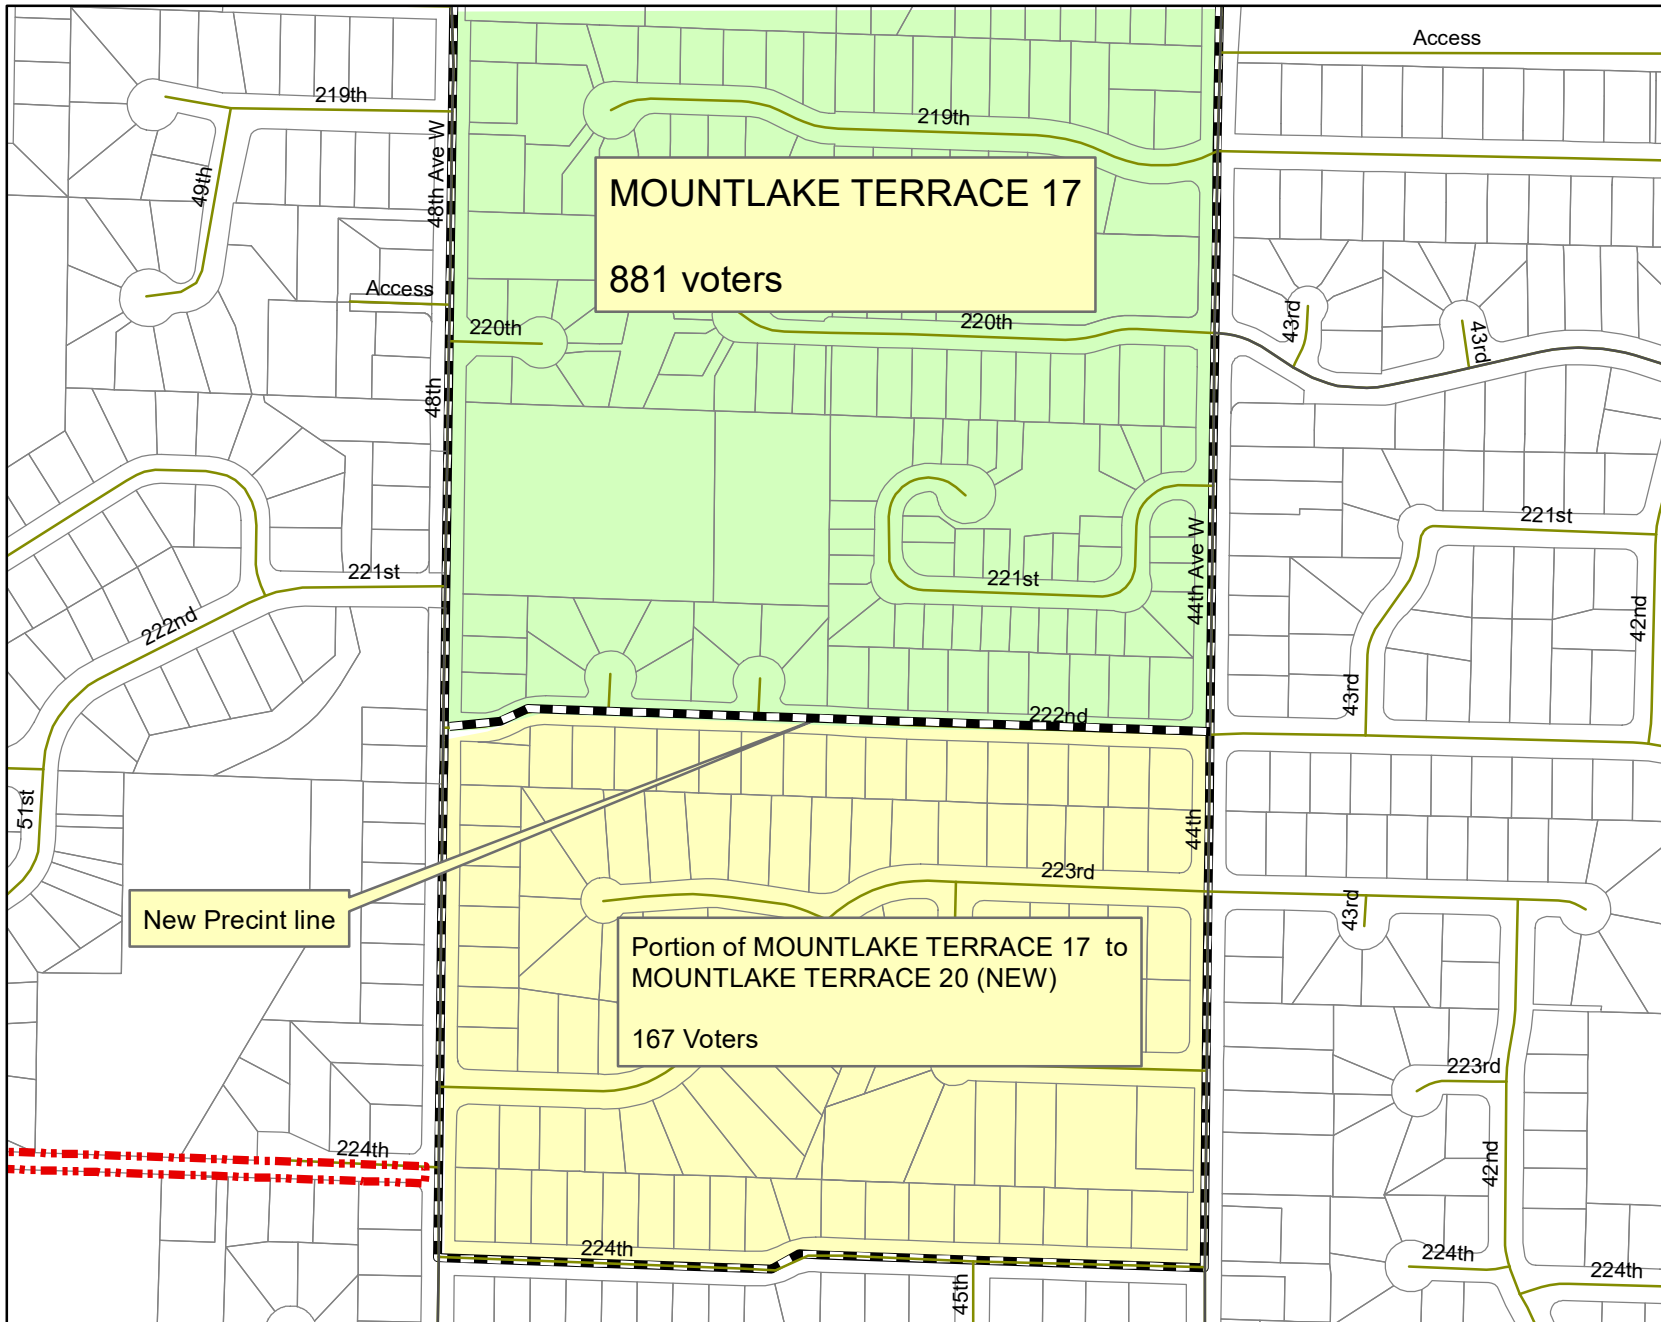 Access
219th
219th
49th
48th Ave W
MOUNTLAKE TERRACE 17
881 voters
Access
220th
220th
43rd
43rd
48th
221st
221st
221st
44th Ave W
222nd
42nd
43rd
222nd
51st
44th
223rd
New Precint line
43rd
Portion of MOUNTLAKE TERRACE 17 to
MOUNTLAKE TERRACE 20 (NEW)
167 Voters
223rd
224th
42nd
224th
224th
224th
45th